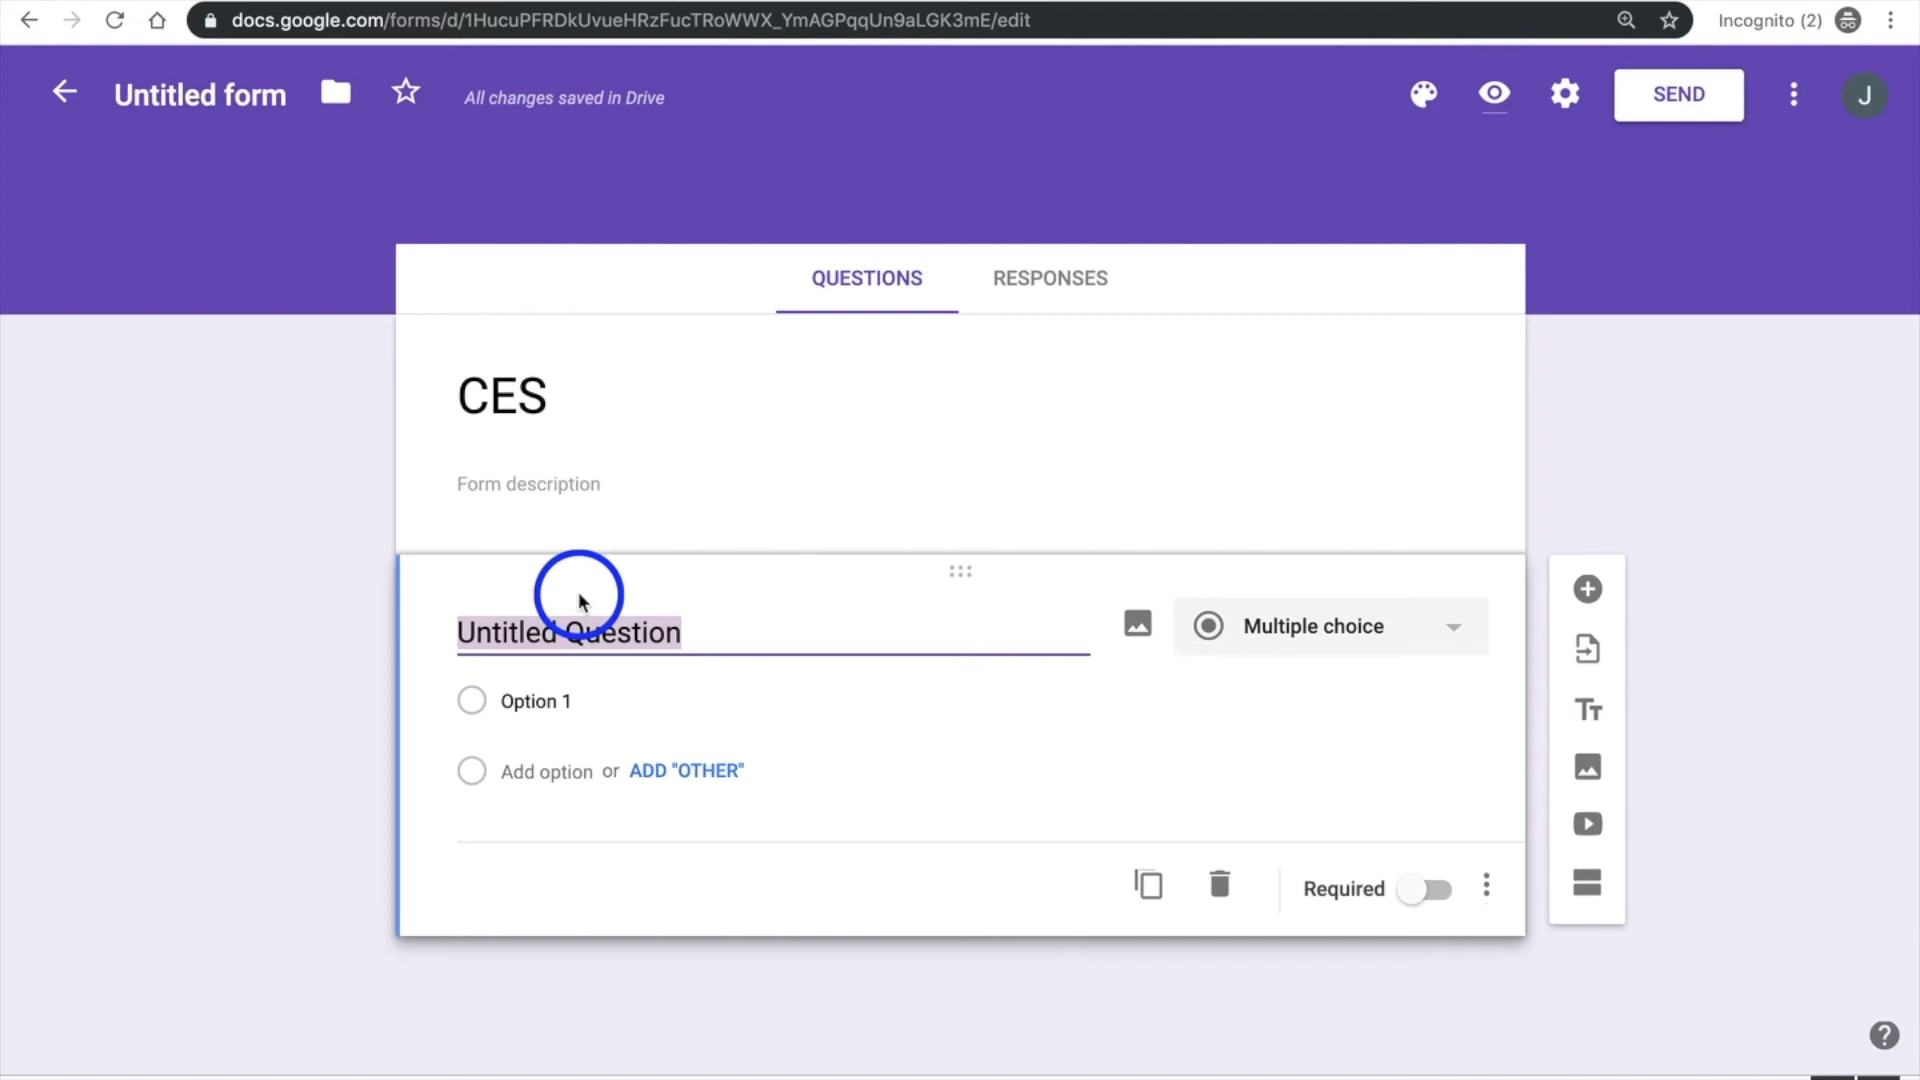 docs.google.com/forms/d/1HucuPFRDkUvueHRzFucTRoWWX_YmAGPqqUn9aLGK3mE/edit
Incognito (2)
Untitled form
All changes saved in Drive
SEND
J
QUESTIONS
RESPONSES
CES
Form description
Untitled Question
Multiple choice
Option 1
Add option or ADD "OTHER"
Required